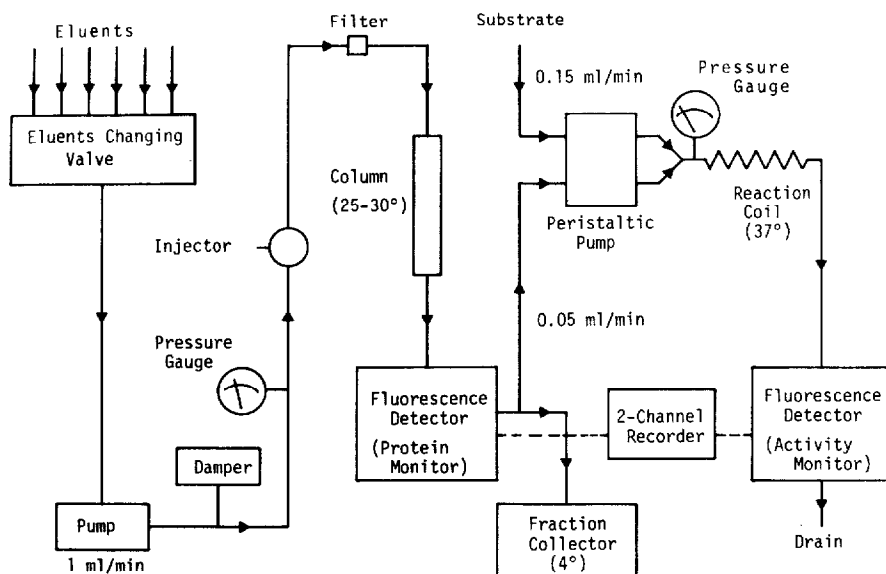 Eluents
Eluents Changing
Valve
Pump
1 ml/min
Damper
Pressure
Gauge
Injector
Filter
Column
(25-30°)
Fluorescence
Detector
(Protein
Monitor)
Substrate
0.15 ml/min
0.05 ml/min
Peristaltic
Pump
Pressure
Gauge
Reaction
Coil
(37°)
2-Channel
Recorder
Fraction
Collector
(4°)
Fluorescence
Detector
(Activity
Monitor)
Drain